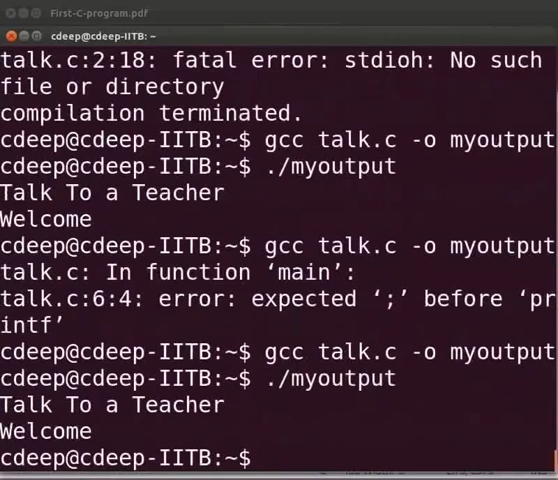 First-C-program.pdf
cdeep@cdeep-IITB: ~
talk.c:2:18: fatal error: stdioh: No such
file or directory
compilation terminated.
cdeep@cdeep-IITB:~$ gcc talk.c -o myoutput
cdeep@cdeep-IITB:~$ ./myoutput
Talk To a Teacher
Welcome
cdeep@cdeep-IITB:~$ gcc talk.c -o myoutput
talk.c: In function ‘main’:
talk.c:6:4: error: expected ‘;’ before ‘pr
intf’
cdeep@cdeep-IITB:~$ gcc talk.c -o myoutput
cdeep@cdeep-IITB:~$ ./myoutput
Talk To a Teacher
Welcome
cdeep@cdeep-IITB:~$